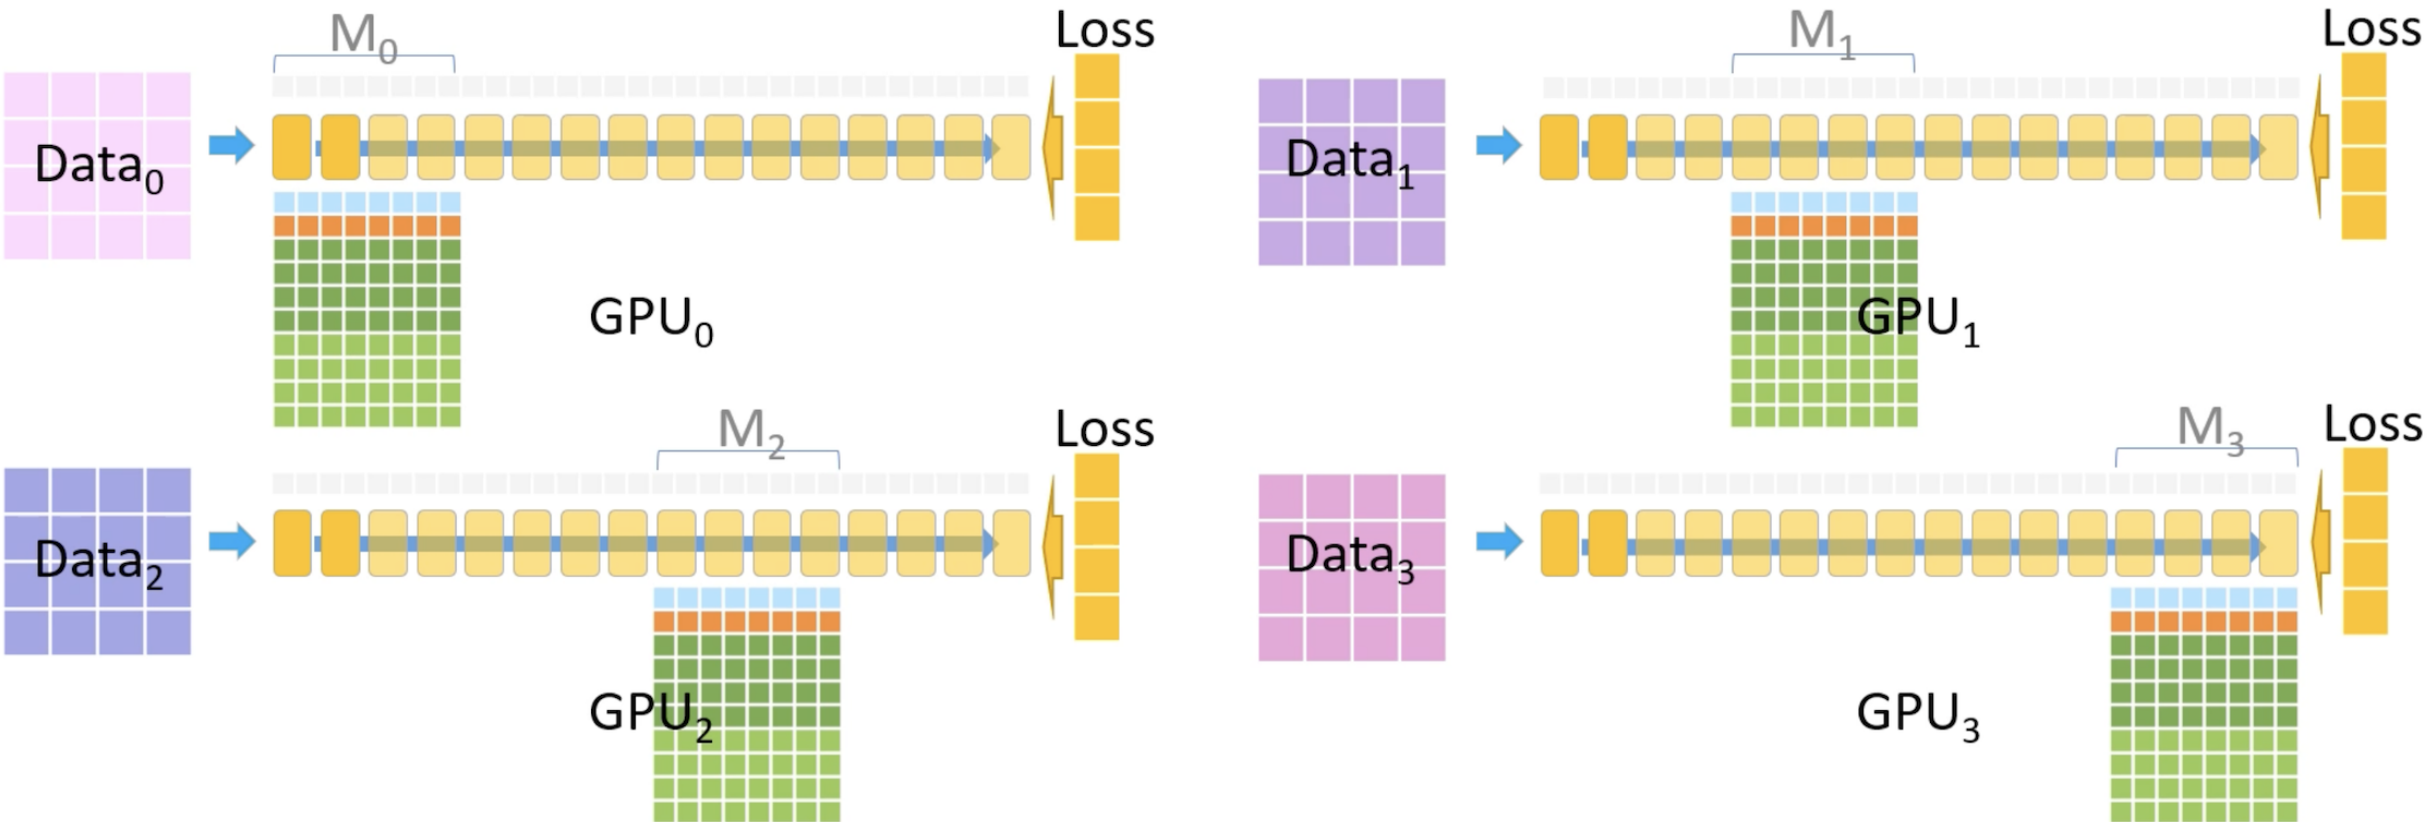 M₀
Loss
M₁
Loss
Data₀
Data₁
GPU₀
GPU₁
M₂
Loss
M₃
Loss
Data₂
Data₃
GPU₂
GPU₃